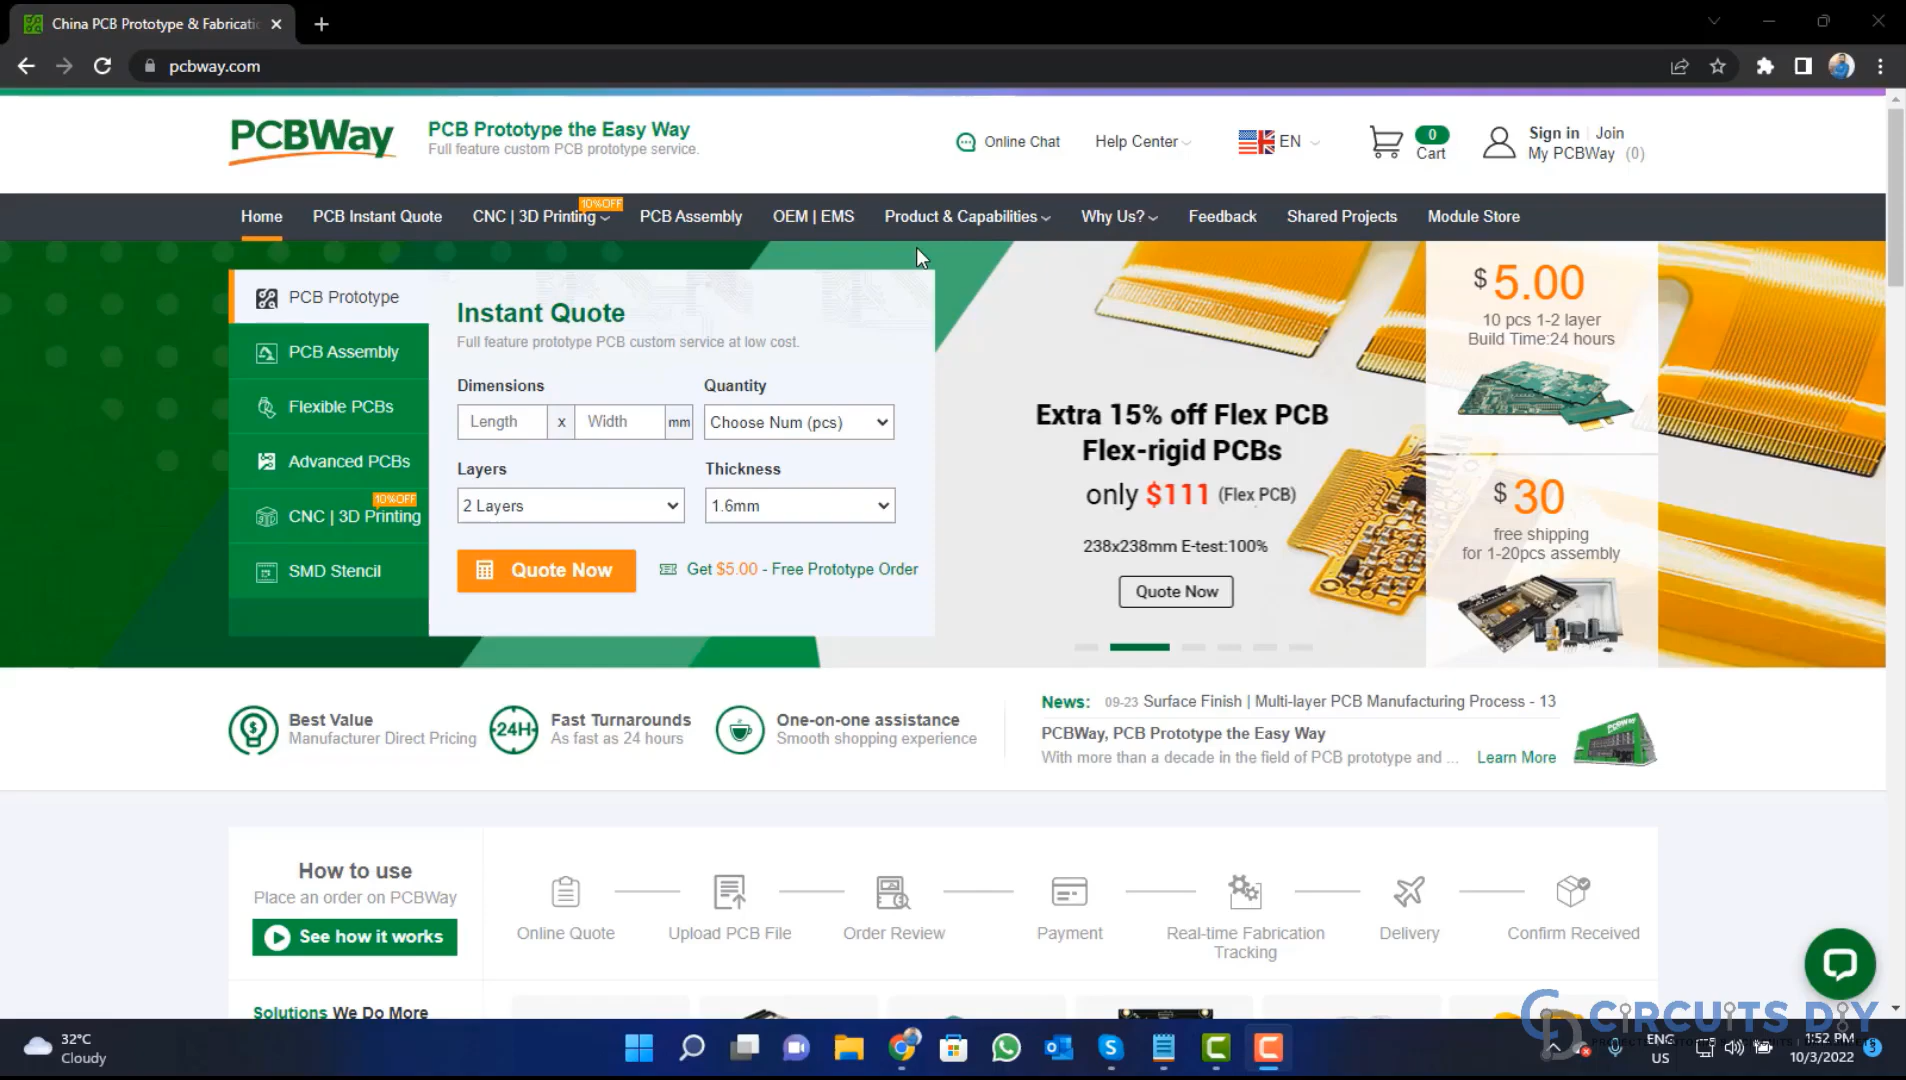 China PCB Prototype & Fabricati
pcbway.com
PCBWay
PCB Prototype the Easy Way
Full feature custom PCB prototype service.
Online Chat
Help Center
EN
0
Cart
Sign in
Join
My PCBWay (0)
Home
PCB Instant Quote
CNC | 3D Printing
10%OFF
PCB Assembly
OEM | EMS
Product & Capabilities
Why Us?
Feedback
Shared Projects
Module Store
PCB Prototype
PCB Assembly
Flexible PCBs
Advanced PCBs
10%OFF
CNC | 3D Printing
SMD Stencil
Instant Quote
Full feature prototype PCB custom service at low cost.
Dimensions
Quantity
Length x Width mm
Choose Num (pcs)
Layers
Thickness
2 Layers
1.6mm
Quote Now
Get $5.00 - Free Prototype Order
Extra 15% off Flex PCB
Flex-rigid PCBs
only $111 (Flex PCB)
238x238mm E-test:100%
Quote Now
$ 5.00
10 pcs 1-2 layer
Build Time:24 hours
$ 30
free shipping
for 1-20pcs assembly
Best Value
Manufacturer Direct Pricing
24H
Fast Turnarounds
As fast as 24 hours
One-on-one assistance
Smooth shopping experience
News: 09-23 Surface Finish | Multi-layer PCB Manufacturing Process - 13
PCBWay, PCB Prototype the Easy Way
With more than a decade in the field of PCB prototype and ... Learn More
How to use
Place an order on PCBWay
See how it works
Online Quote
Upload PCB File
Order Review
Payment
Real-time Fabrication
Tracking
Delivery
Confirm Received
Solutions We Do More
CIRCUITS DIY
32°C
Cloudy
ENG
US
1:52 PM
10/3/2022
3